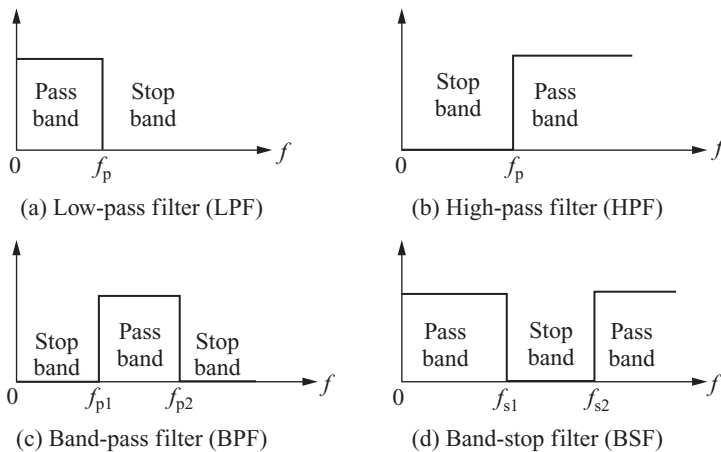 Pass
band
Stop
band
0
f_p
f
(a) Low-pass filter (LPF)
Stop
band
Pass
band
0
f_p
f
(b) High-pass filter (HPF)
Stop
band
Pass
band
Stop
band
0
f_p1
f_p2
f
(c) Band-pass filter (BPF)
Pass
band
Stop
band
Pass
band
0
f_s1
f_s2
f
(d) Band-stop filter (BSF)